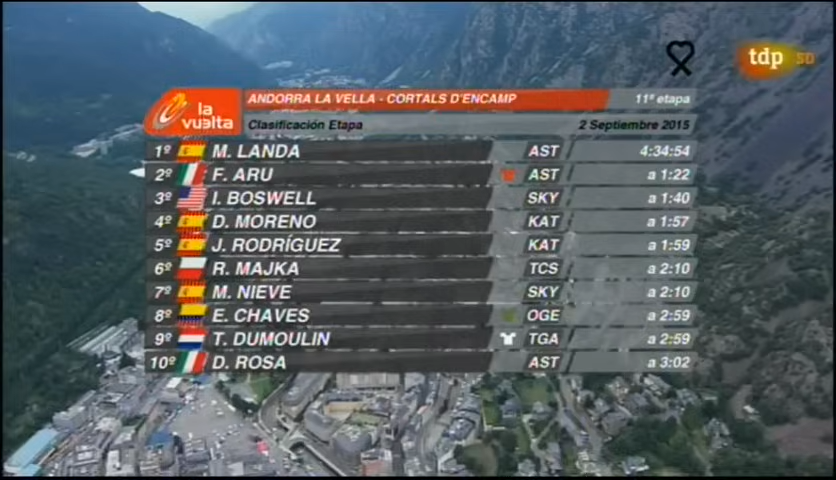 tdp SD
la vuelta
ANDORRA LA VELLA - CORTALS D'ENCAMP 11ª etapa
Clasificación Etapa 2 Septiembre 2015
1º M. LANDA AST 4:34:54
2º F. ARU AST a 1:22
3º I. BOSWELL SKY a 1:40
4º D. MORENO KAT a 1:57
5º J. RODRÍGUEZ KAT a 1:59
6º R. MAJKA TCS a 2:10
7º M. NIEVE SKY a 2:10
8º E. CHAVES OGE a 2:59
9º T. DUMOULIN TGA a 2:59
10º D. ROSA AST a 3:02